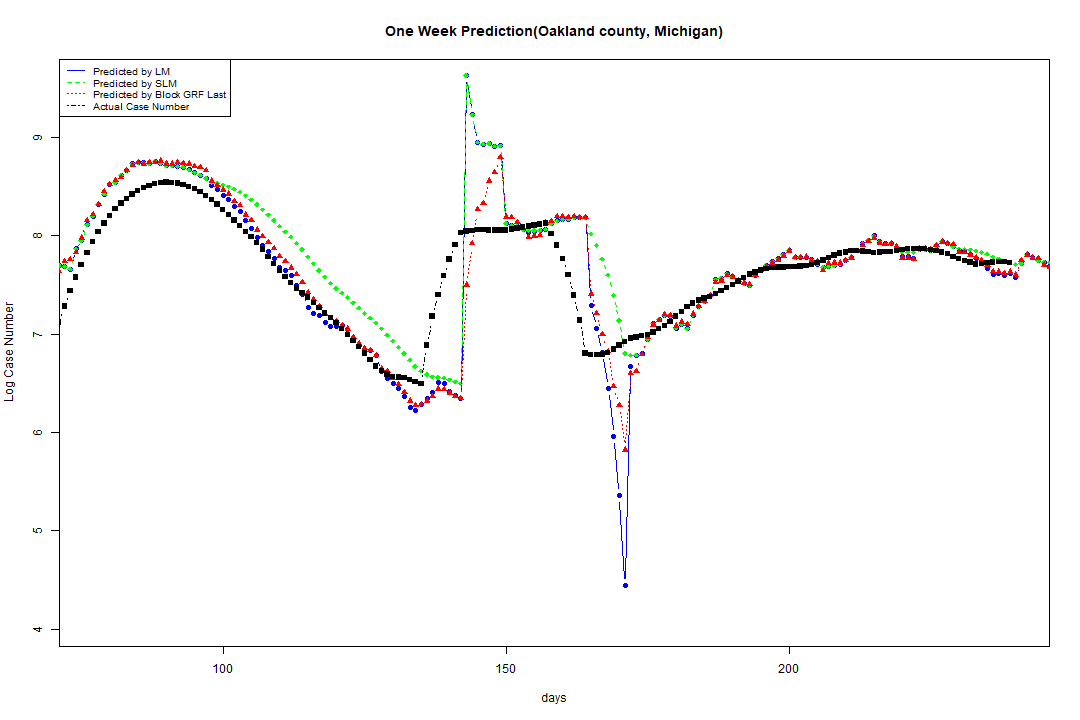 One Week Prediction(Oakland county, Michigan)
Predicted by LM
Predicted by SLM
Predicted by Block GRF Last
Actual Case Number
9
8
7
6
5
4
Log Case Number
100
150
200
days